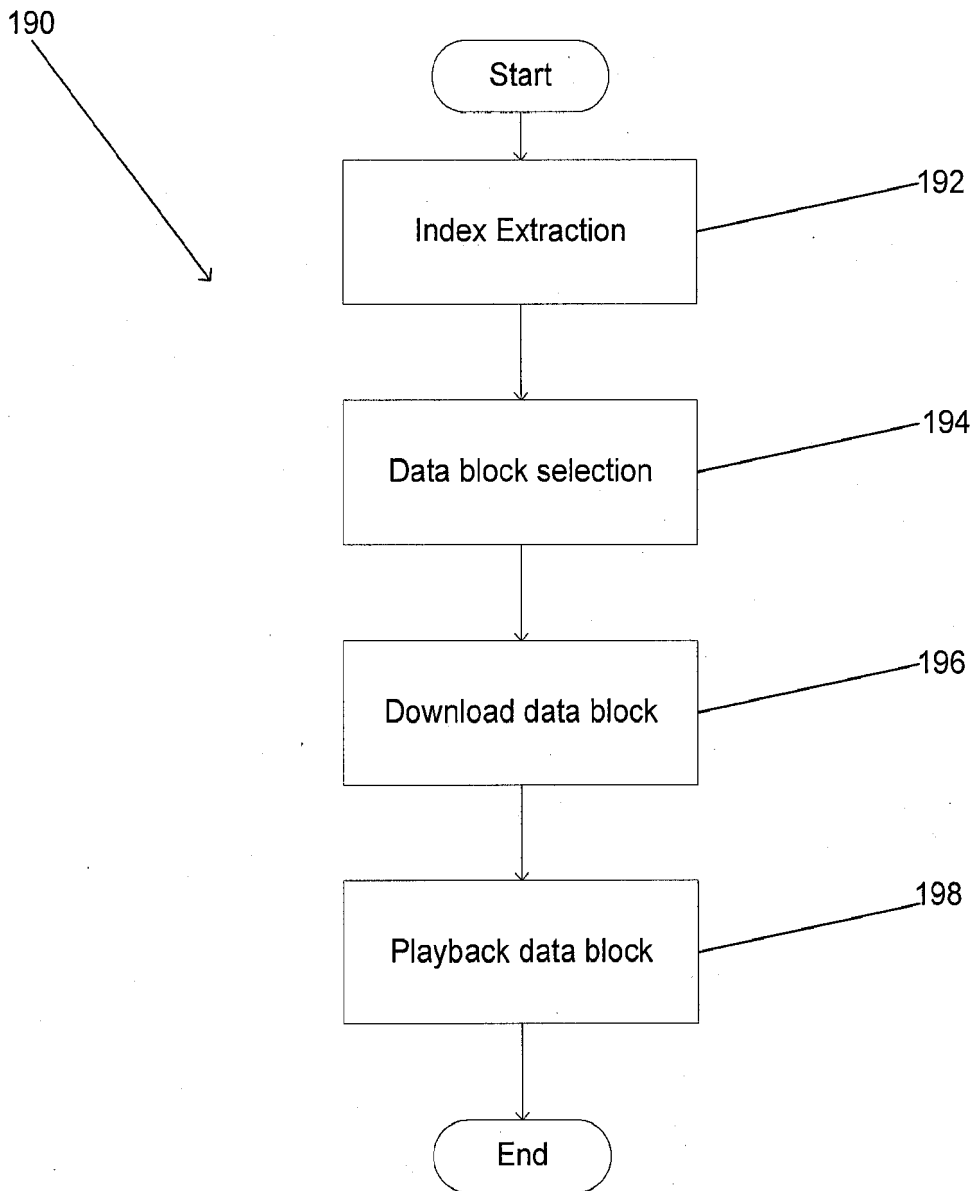 190
Start
Index Extraction
192
Data block selection
194
Download data block
196
Playback data block
198
End